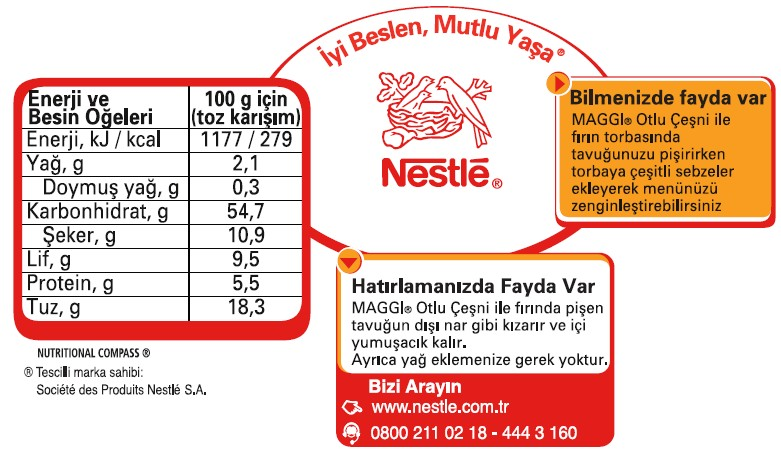 İyi Beslen, Mutlu Yaşa®
Nestlé®
Enerji ve
Besin Öğeleri
100 g için
(toz karışım)
Enerji, kJ / kcal 1177 / 279
Yağ, g 2,1
Doymuş yağ, g 0,3
Karbonhidrat, g 54,7
Şeker, g 10,9
Lif, g 9,5
Protein, g 5,5
Tuz, g 18,3
NUTRITIONAL COMPASS ®
® Tescilli marka sahibi:
Société des Produits Nestlé S.A.
Bilmenizde fayda var
MAGGI® Otlu Çeşni ile
fırın torbasında
tavuğunuzu pişirirken
torbaya çeşitli sebzeler
ekleyerek menünüzü
zenginleştirebilirsiniz
Hatırlamanızda Fayda Var
MAGGI® Otlu Çeşni ile fırında pişen
tavuğun dışı nar gibi kızarır ve içi
yumuşacık kalır.
Ayrıca yağ eklemenize gerek yoktur.
Bizi Arayın
www.nestle.com.tr
0800 211 02 18 - 444 3 160